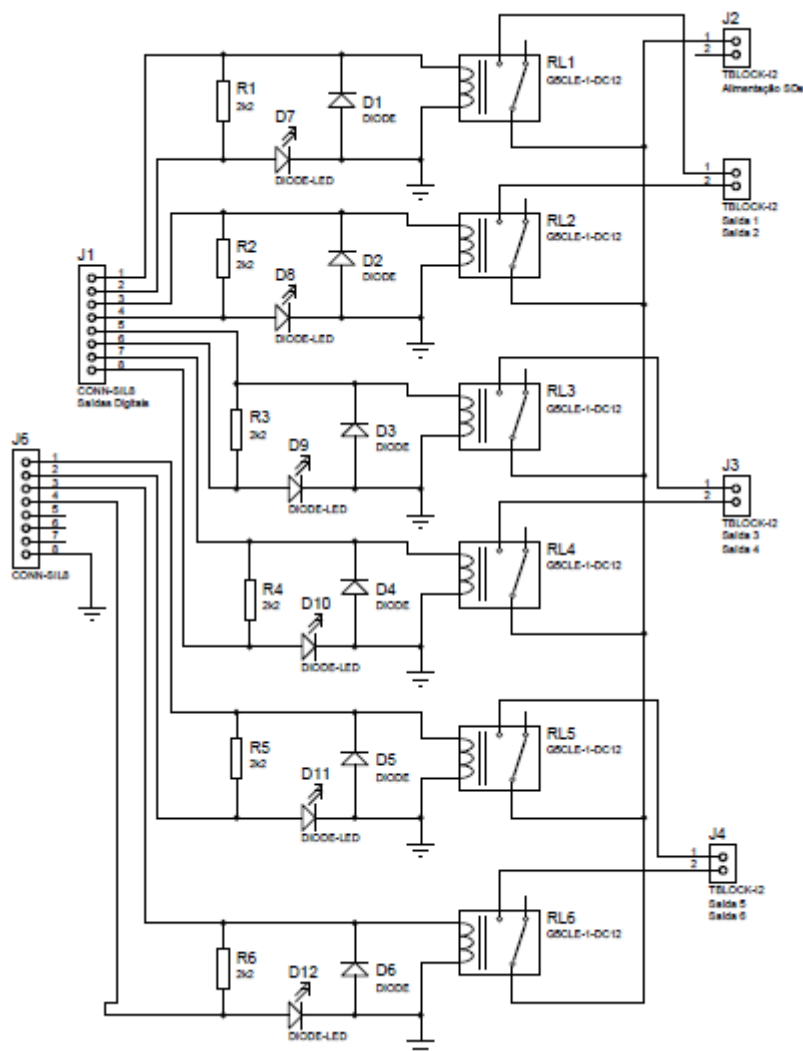 RL1
G5CLE-1-DC12
R1
2k2
D1
DIODE
D7
DIODE-LED
J2
1
2
TBLOCK-I2
Alimentação SDs
1
2
TBLOCK-I2
Saída 1
Saída 2
RL2
G5CLE-1-DC12
R2
2k2
D2
DIODE
D8
DIODE-LED
J1
1
2
3
4
5
6
7
8
CONN-SIL8
Saídas Digitais
RL3
G5CLE-1-DC12
R3
2k2
D3
DIODE
D9
DIODE-LED
J6
1
2
3
4
5
6
7
8
CONN-SIL8
J3
1
2
TBLOCK-I2
Saída 3
Saída 4
RL4
G5CLE-1-DC12
R4
2k2
D4
DIODE
D10
DIODE-LED
RL5
G5CLE-1-DC12
R5
2k2
D5
DIODE
D11
DIODE-LED
J4
1
2
TBLOCK-I2
Saída 5
Saída 6
RL6
G5CLE-1-DC12
R6
2k2
D6
DIODE
D12
DIODE-LED